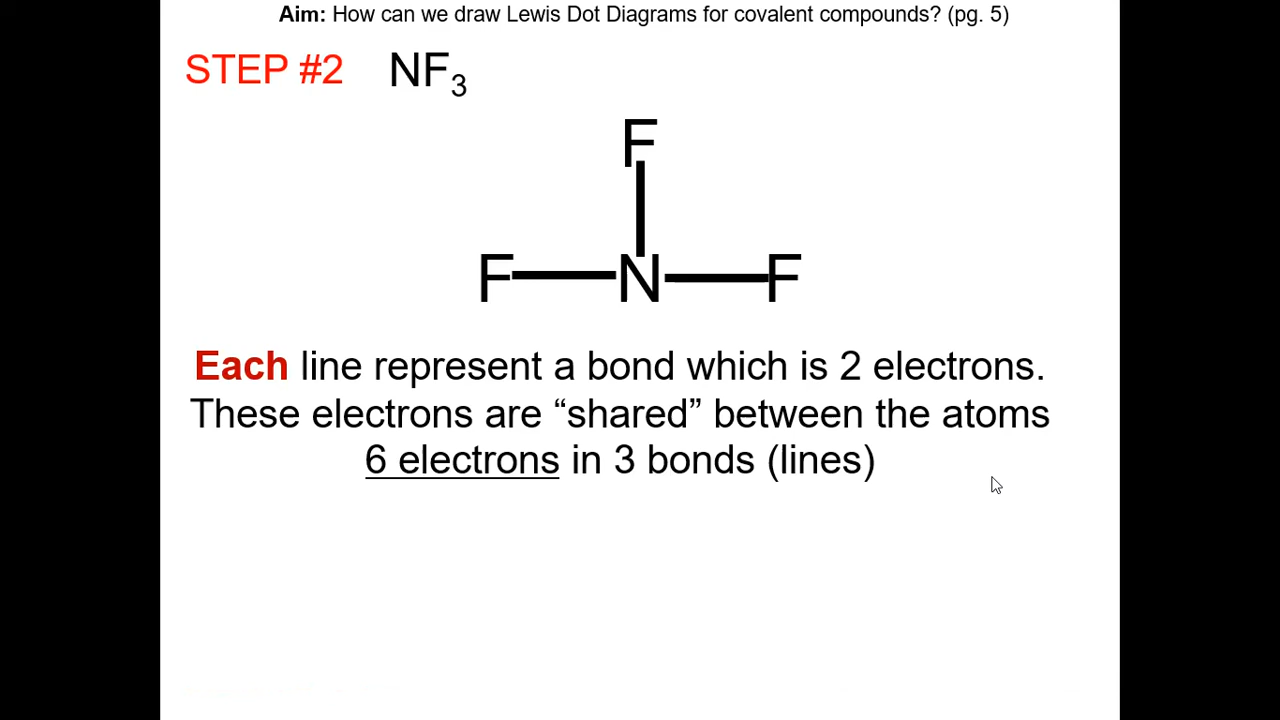 Aim: How can we draw Lewis Dot Diagrams for covalent compounds? (pg. 5)
STEP #2 NF₃
F
F N F
Each line represent a bond which is 2 electrons.
These electrons are “shared” between the atoms
6 electrons in 3 bonds (lines)